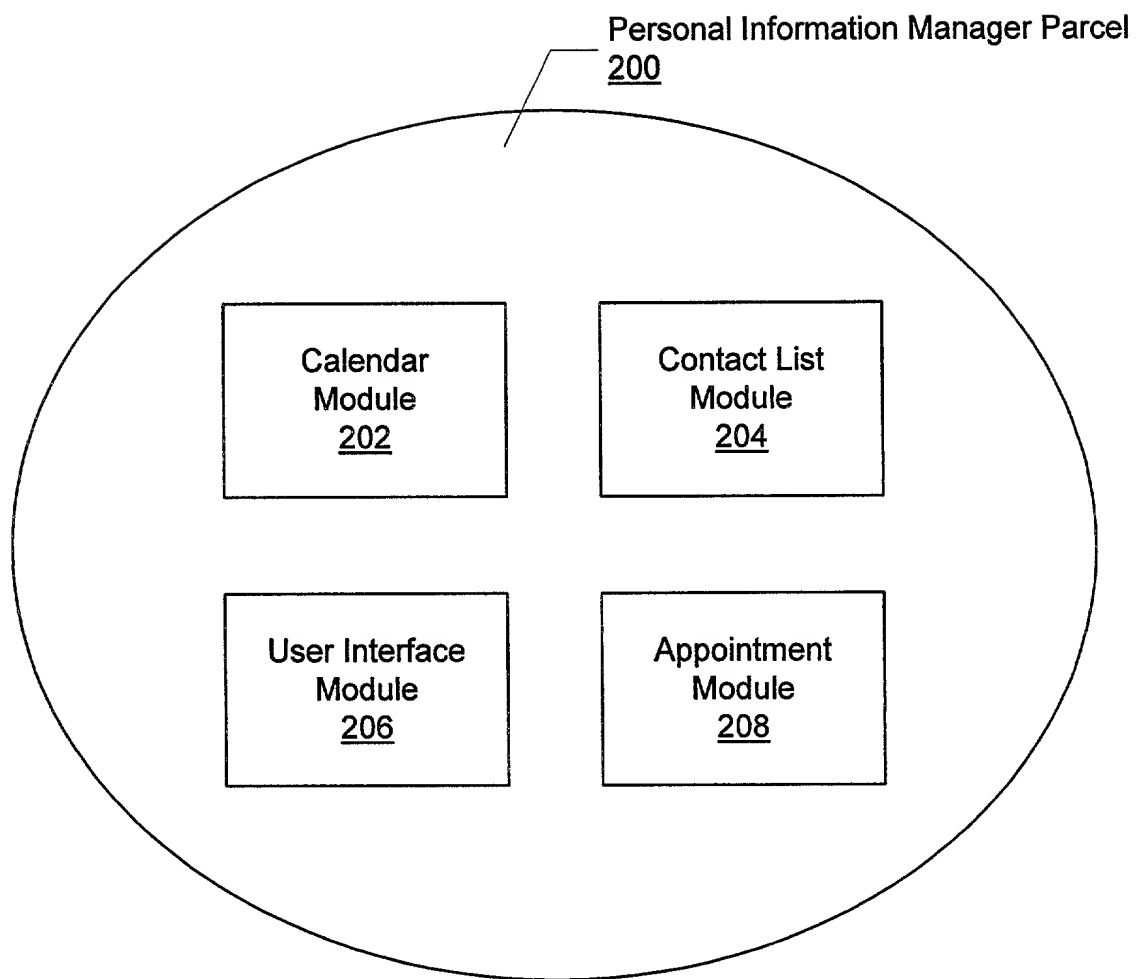 Personal Information Manager Parcel
200
Calendar
Module
202
Contact List
Module
204
User Interface
Module
206
Appointment
Module
208